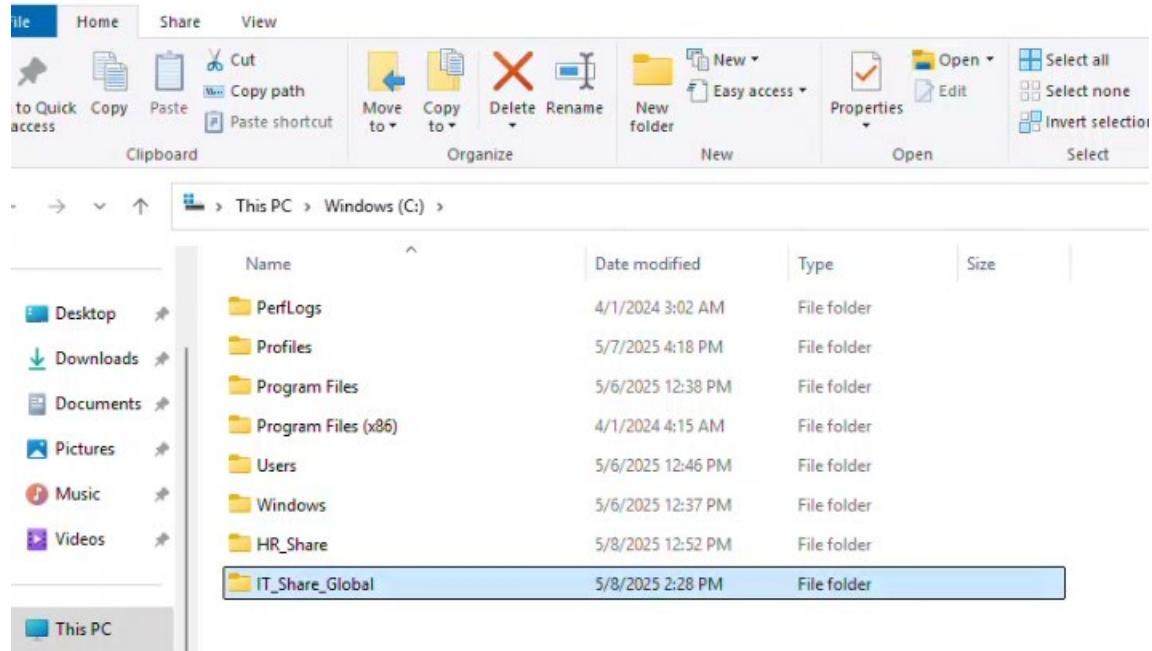 File Home Share View
Cut
Copy path
Paste shortcut
to Quick access
Copy
Paste
Move to
Copy to
Delete
Rename
New folder
New
Easy access
Properties
Open
Edit
Select all
Select none
Invert selection
Clipboard Organize New Open Select
This PC > Windows (C:) >
Name Date modified Type Size
Desktop
Downloads
Documents
Pictures
Music
Videos
This PC
PerfLogs 4/1/2024 3:02 AM File folder
Profiles 5/7/2025 4:18 PM File folder
Program Files 5/6/2025 12:38 PM File folder
Program Files (x86) 4/1/2024 4:15 AM File folder
Users 5/6/2025 12:46 PM File folder
Windows 5/6/2025 12:37 PM File folder
HR_Share 5/8/2025 12:52 PM File folder
IT_Share_Global 5/8/2025 2:28 PM File folder